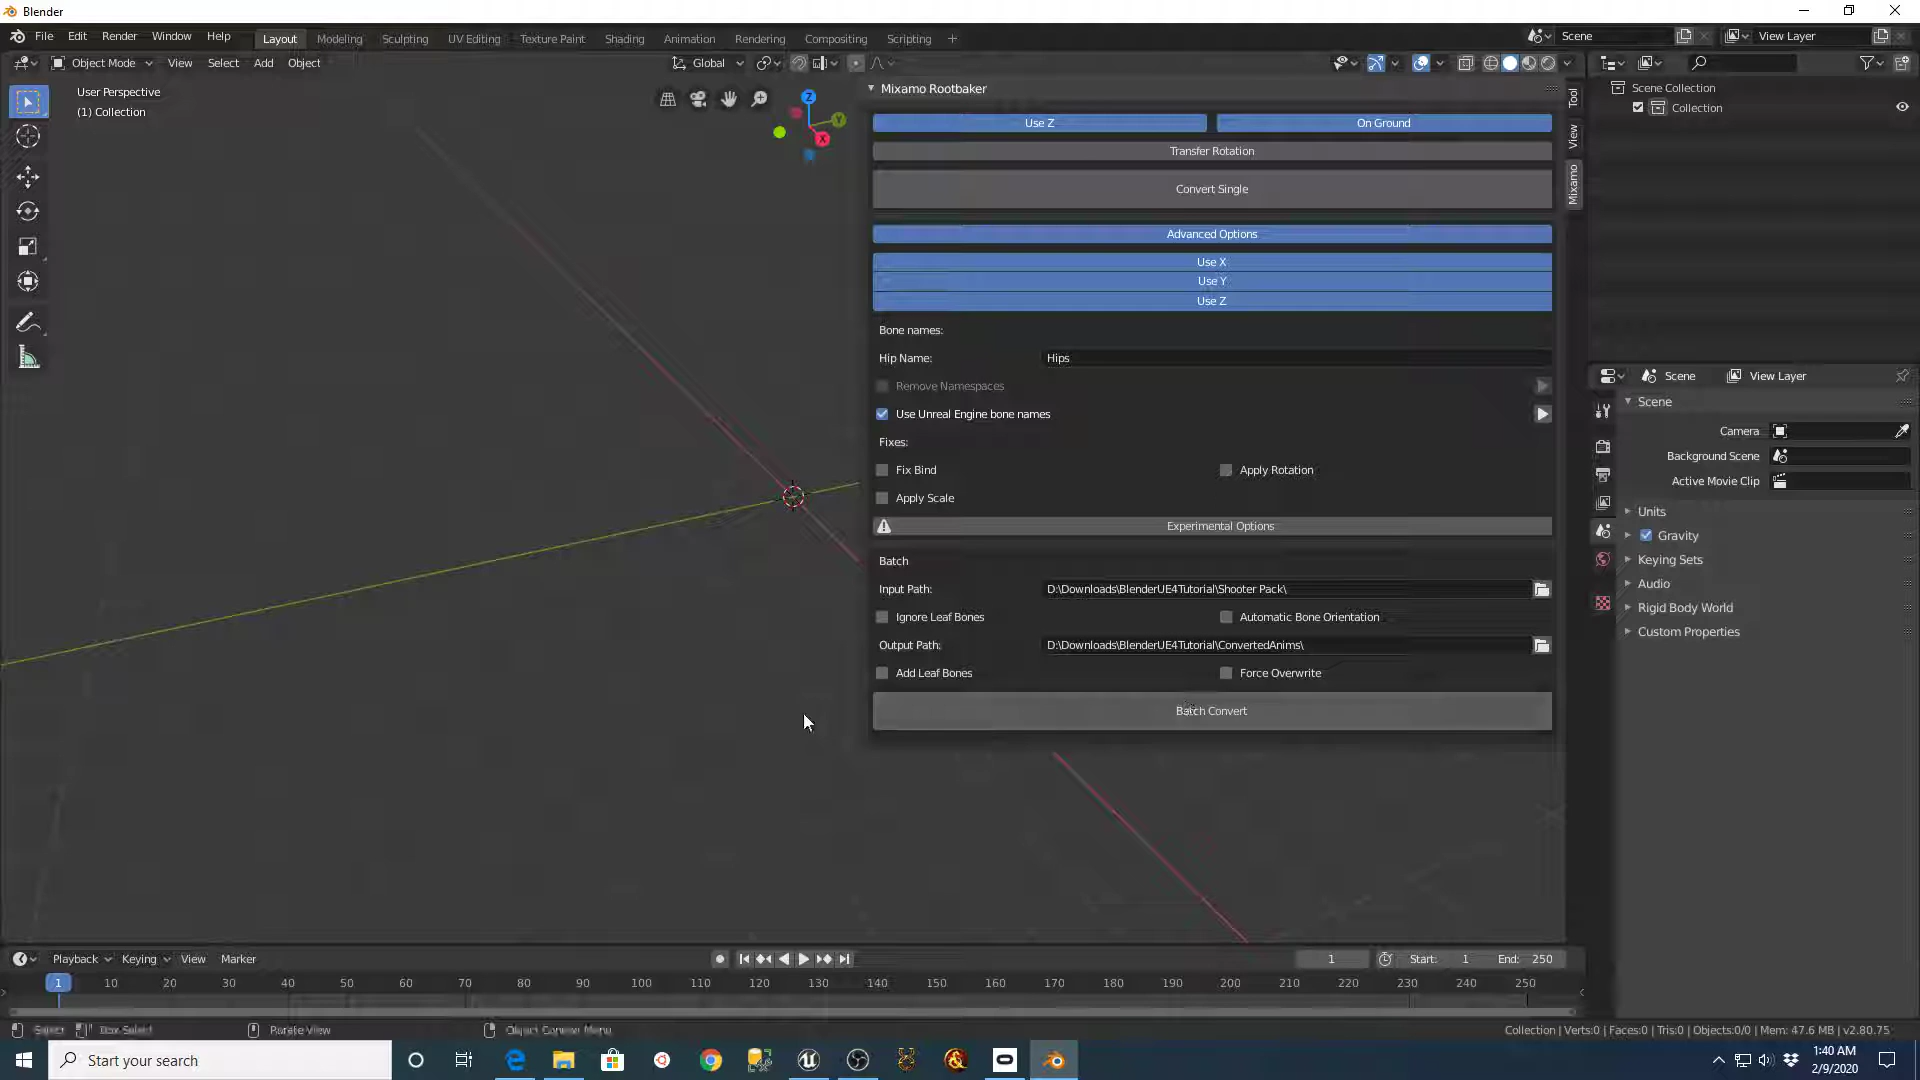 Blender
File Edit Render Window Help Layout Modeling Sculpting UV Editing Texture Paint Shading Animation Rendering Compositing Scripting + Scene View Layer
Object Mode View Select Add Object Global
User Perspective
(1) Collection
Z
Y
X
Mixamo Rootbaker
Use Z On Ground
Transfer Rotation
Convert Single
Advanced Options
Use X
Use Y
Use Z
Bone names:
Hip Name: Hips
Remove Namespaces
Use Unreal Engine bone names
Fixes:
Fix Bind Apply Rotation
Apply Scale
Experimental Options
Batch
Input Path: D:\Downloads\BlenderUE4Tutorial\Shooter Pack\
Ignore Leaf Bones Automatic Bone Orientation
Output Path: D:\Downloads\BlenderUE4Tutorial\ConvertedAnims\
Add Leaf Bones Force Overwrite
Batch Convert
Tool
View
Mixamo
Scene Collection
Collection
Scene View Layer
Scene
Camera
Background Scene
Active Movie Clip
Units
Gravity
Keying Sets
Audio
Rigid Body World
Custom Properties
Playback Keying View Marker 1 Start: 1 End: 250
1 10 20 30 40 50 60 70 80 90 100 110 120 130 140 150 160 170 180 190 200 210 220 230 240 250
Select Box Select Rotate View Object Context Menu Collection | Verts:0 | Faces:0 | Tris:0 | Objects:0/0 | Mem: 47.6 MB | v2.80.75
Start your search
1:40 AM
2/9/2020